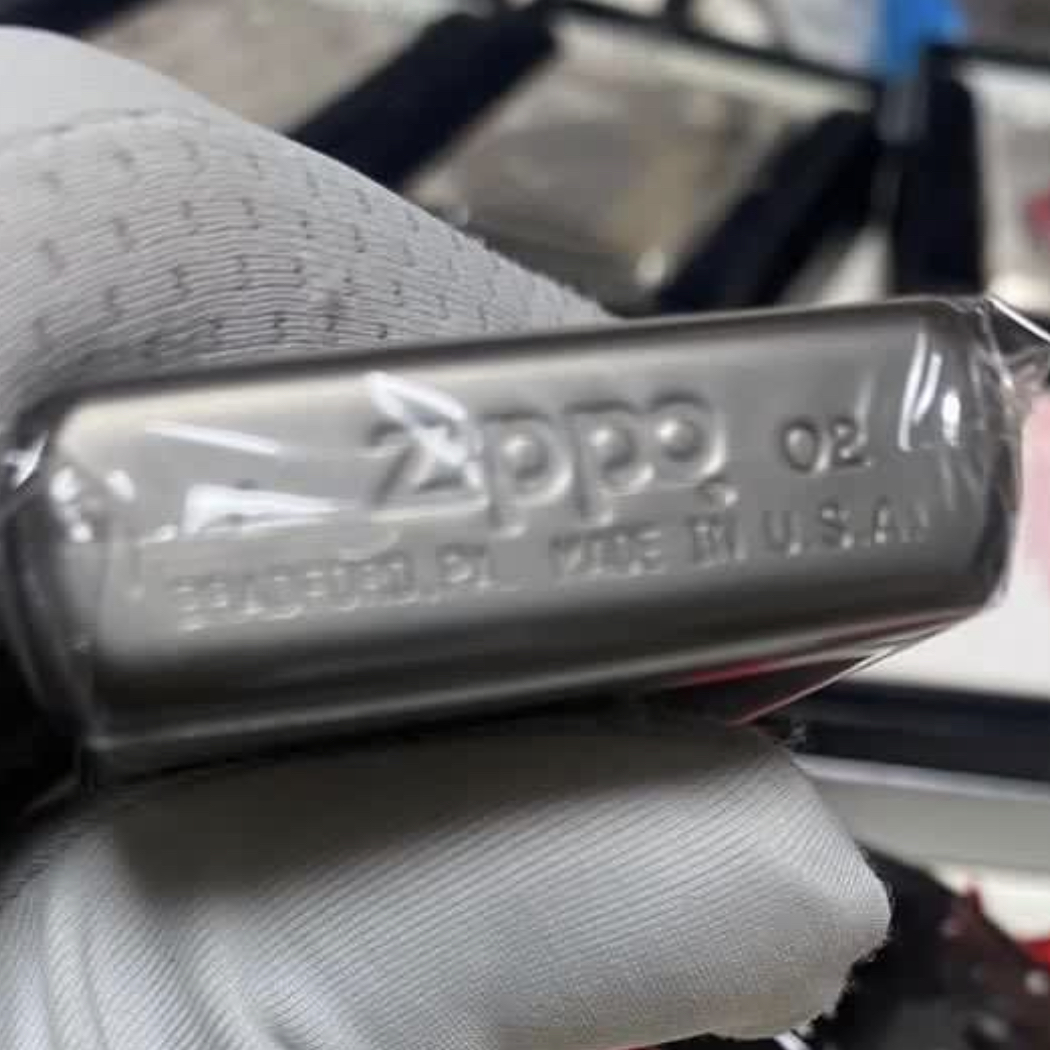 Zippo 02
BRADFORD, PA. MADE IN U.S.A.